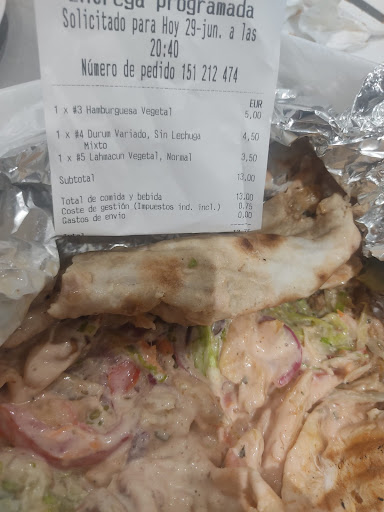 Entrega programada
Solicitado para Hoy 29-jun. a las
20:40
Número de pedido 151 212 474
EUR
1 x #3 Hamburguesa Vegetal 5,00
1 x #4 Durum Variado, Sin Lechuga 4,50
Mixto
1 x #5 Lahmacun Vegetal, Normal 3,50
Subtotal 13,00
Total de comida y bebida 13,00
Coste de gestión (Impuestos ind. incl.) 0,75
Gastos de envío 0,00